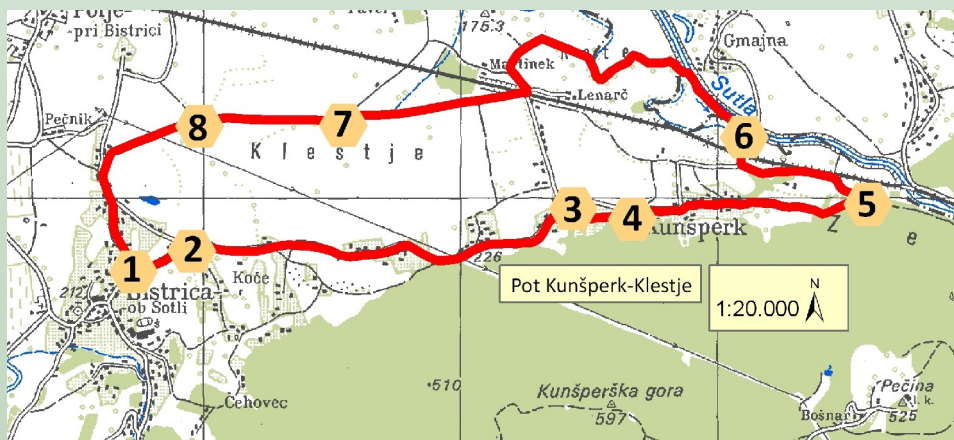 Polje
pri Bistrici
175.3
Martinek
Gmajna
Lenarč
Sutla
Pečnik
8
7
6
Klestje
3
4
5
Kunšperk
Z e
1
2
226
Koče
212
Bistrica
ob Sotli
Pot Kunšperk-Klestje
1:20.000
N
Čehovec
510
Kunšperška gora
597
Pečina
525
Bošnar